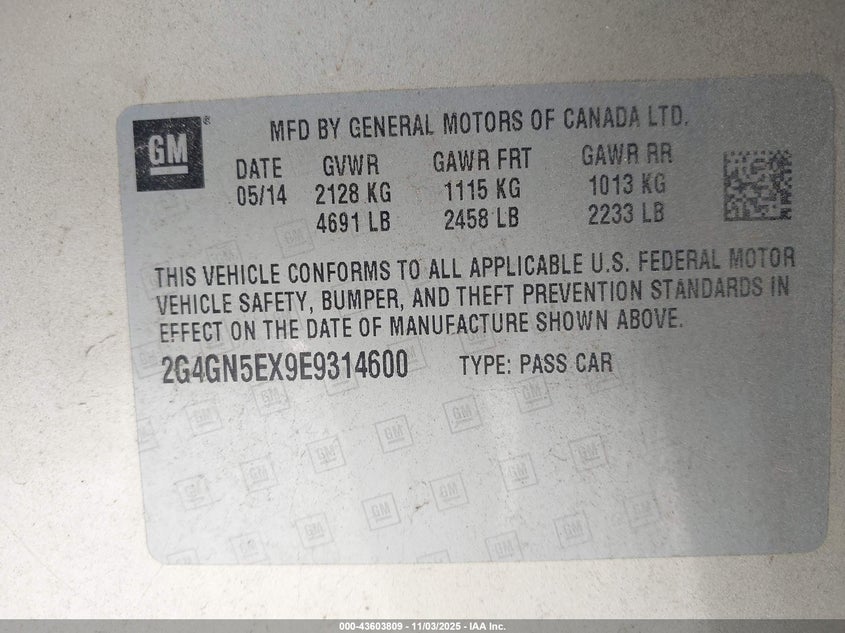 GM®
MFD BY GENERAL MOTORS OF CANADA LTD.
DATE GVWR GAWR FRT GAWR RR
05/14 2128 KG 1115 KG 1013 KG
4691 LB 2458 LB 2233 LB
THIS VEHICLE CONFORMS TO ALL APPLICABLE U.S. FEDERAL MOTOR
VEHICLE SAFETY, BUMPER, AND THEFT PREVENTION STANDARDS IN
EFFECT ON THE DATE OF MANUFACTURE SHOWN ABOVE.
2G4GN5EX9E9314600 TYPE: PASS CAR
000-43603809 - 11/03/2025 - IAA Inc.